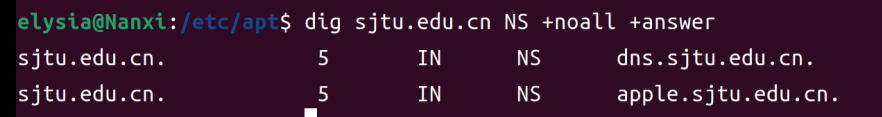 elysia@Nanxi:/etc/apt$ dig sjtu.edu.cn NS +noall +answer
sjtu.edu.cn. 5 IN NS dns.sjtu.edu.cn.
sjtu.edu.cn. 5 IN NS apple.sjtu.edu.cn.